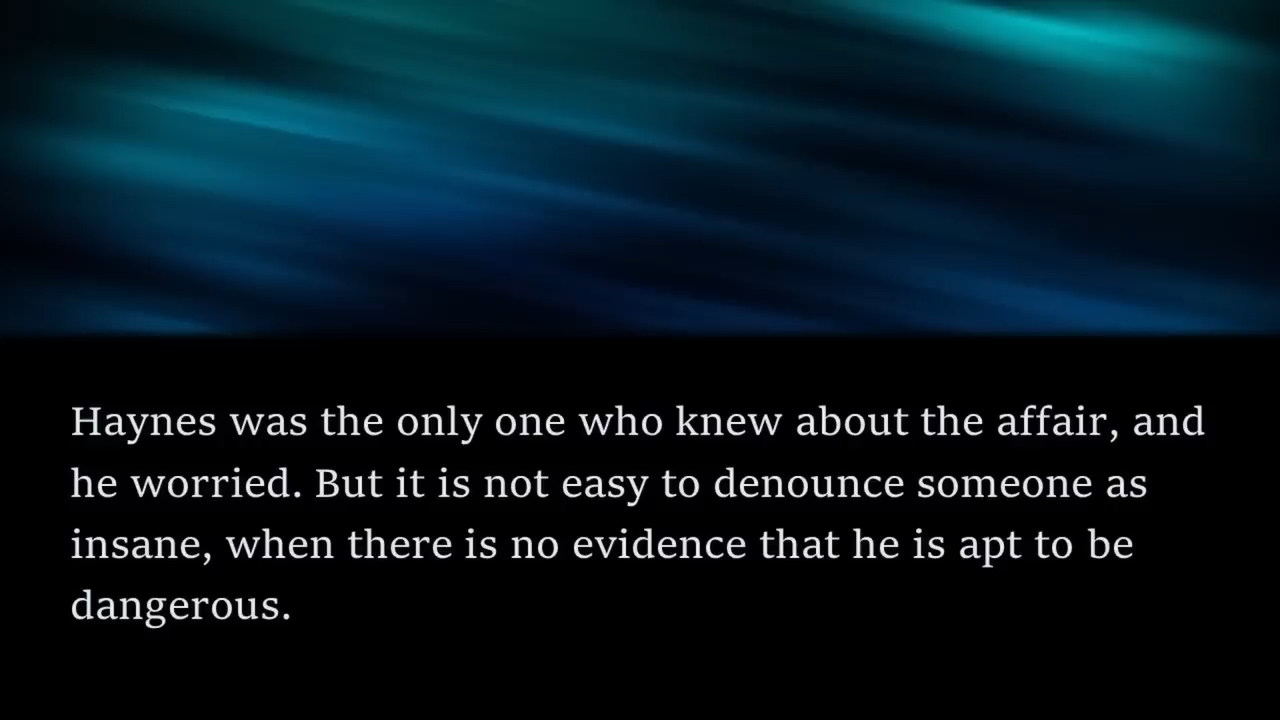 Haynes was the only one who knew about the affair, and
he worried. But it is not easy to denounce someone as
insane, when there is no evidence that he is apt to be
dangerous.